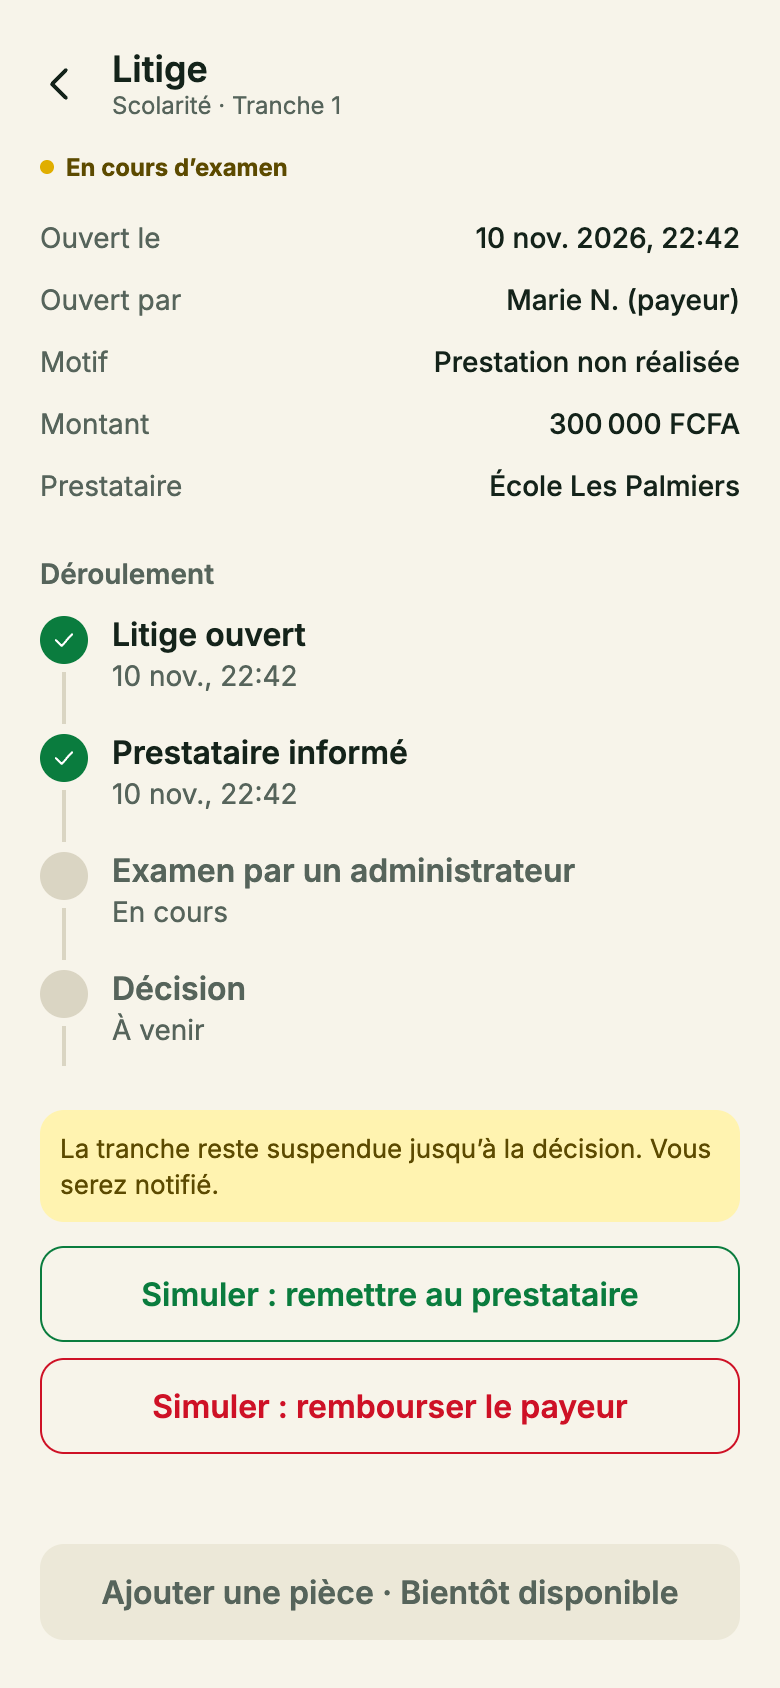 Litige
Scolarité · Tranche 1
En cours d’examen
Ouvert le 10 nov. 2026, 22:42
Ouvert par Marie N. (payeur)
Motif Prestation non réalisée
Montant 300 000 FCFA
Prestataire École Les Palmiers
Déroulement
Litige ouvert
10 nov., 22:42
Prestataire informé
10 nov., 22:42
Examen par un administrateur
En cours
Décision
À venir
La tranche reste suspendue jusqu’à la décision. Vous
serez notifié.
Simuler : remettre au prestataire
Simuler : rembourser le payeur
Ajouter une pièce · Bientôt disponible